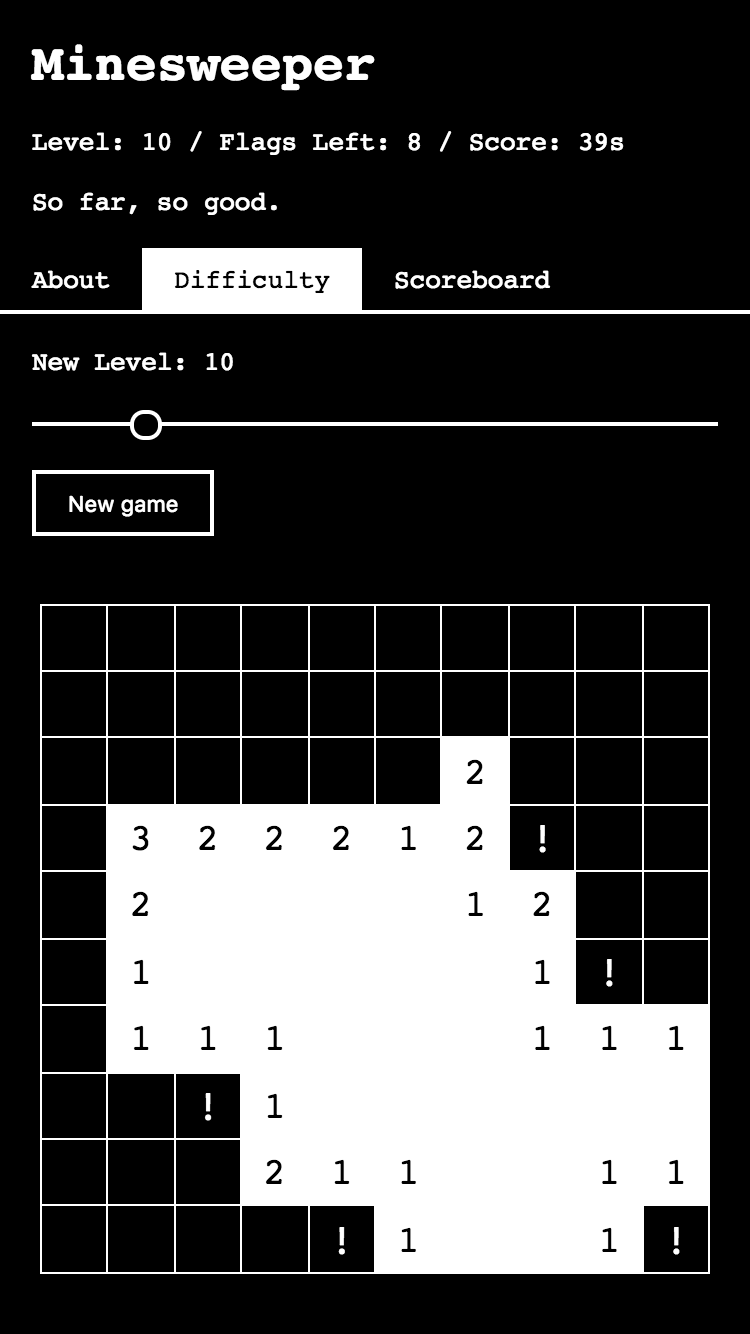 Minesweeper
Level: 10 / Flags Left: 8 / Score: 39s
So far, so good.
About Difficulty Scoreboard
New Level: 10
New game
2
3 2 2 2 1 2 !
2 1 2
1 1 !
1 1 1 1 1 1
! 1
2 1 1 1 1
! 1 1 !